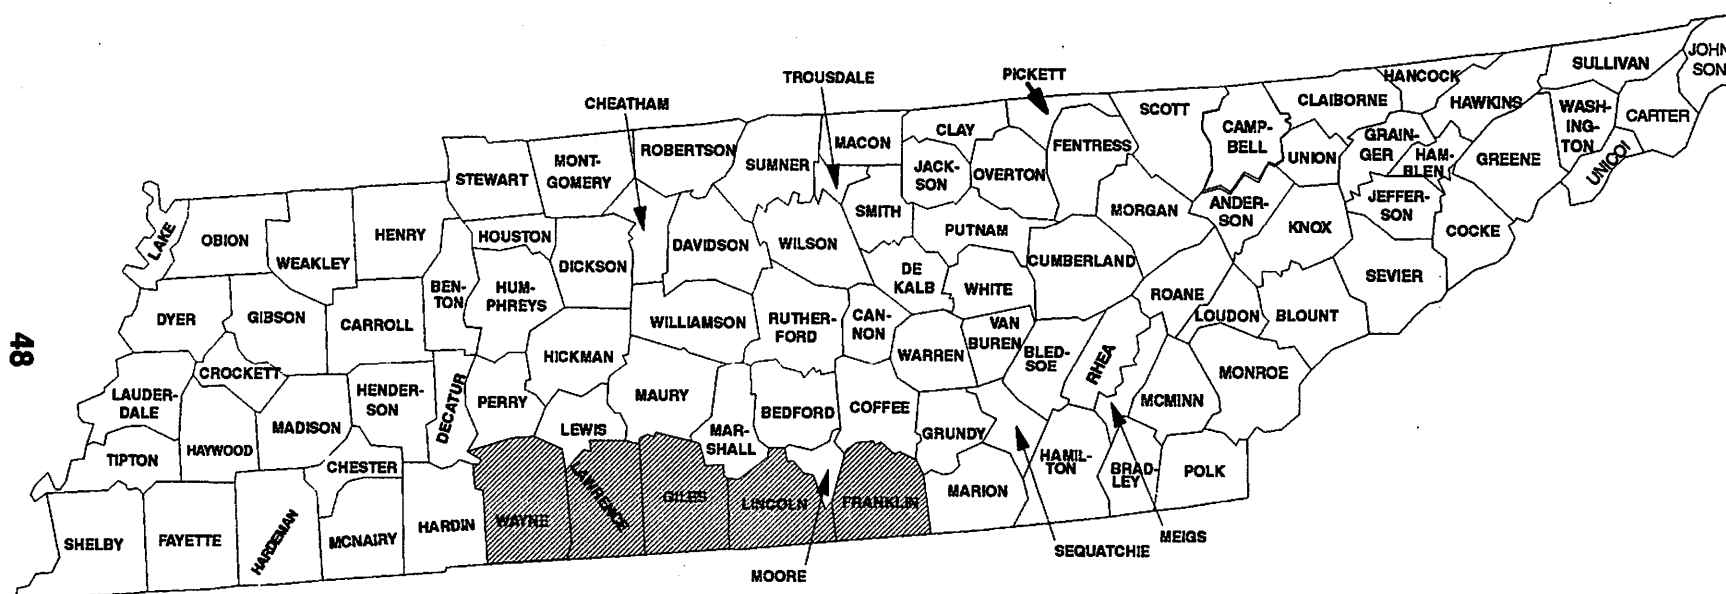 JOHN
SON
SULLIVAN
HANCOCK
TROUSDALE
PICKETT
CLAIBORNE
HAWKINS
WASH-
ING-
TON
CARTER
CHEATHAM
SCOTT
CAMP-
BELL
CLAY
MACON
GRAIN-
GER
HAM-
BLEN
GREENE
UNICOI
ROBERTSON
SUMNER
FENTRESS
UNION
MONT-
GOMERY
STEWART
JACK-
SON
OVERTON
JEFFER-
SON
SMITH
MORGAN
ANDER-
SON
KNOX
COCKE
LAKE
OBION
HENRY
HOUSTON
DAVIDSON
WILSON
PUTNAM
WEAKLEY
DICKSON
CUMBERLAND
DE
KALB
SEVIER
BEN-
TON
HUM-
PHREYS
WHITE
ROANE
LOUDON
BLOUNT
DYER
GIBSON
CARROLL
WILLIAMSON
RUTHER-
FORD
CAN-
NON
VAN
BUREN
48
HICKMAN
WARREN
BLED-
SOE
RHEA
MONROE
CROCKETT
LAUDER-
DALE
HENDER-
SON
DECATUR
PERRY
MAURY
MCMINN
MADISON
BEDFORD
COFFEE
HAYWOOD
LEWIS
MAR-
SHALL
GRUNDY
TIPTON
CHESTER
HAMIL-
TON
BRAD-
LEY
POLK
MARION
LAWRENCE
GILES
LINCOLN
FRANKLIN
WAYNE
HARDIN
SHELBY
FAYETTE
HARDEMAN
MCNAIRY
MEIGS
SEQUATCHIE
MOORE